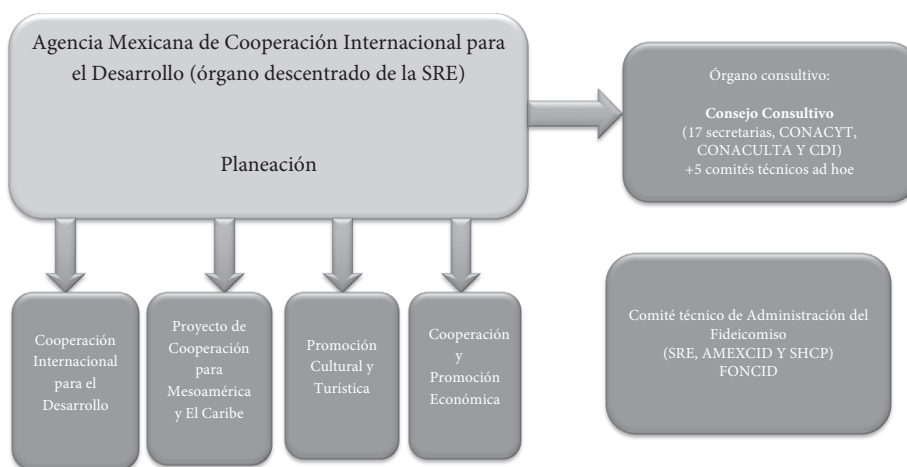 Agencia Mexicana de Cooperación Internacional para
el Desarrollo (órgano descentrado de la SRE)
Planeación
Órgano consultivo:
Consejo Consultivo
(17 secretarias, CONACYT,
CONACULTA Y CDI)
+5 comités técnicos ad hoe
Cooperación
Internacional
para el
Desarrollo
Proyecto de
Cooperación
para
Mesoamérica
y El Caribe
Promoción
Cultural y
Turística
Cooperación
y
Promoción
Económica
Comité técnico de Administración del
Fideicomiso
(SRE, AMEXCID Y SHCP)
FONCID